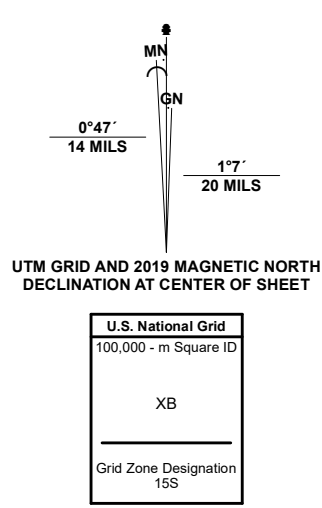 MN
GN
0°47´
14 MILS
1°7´
20 MILS
UTM GRID AND 2019 MAGNETIC NORTH
DECLINATION AT CENTER OF SHEET
U.S. National Grid
100,000 - m Square ID
XB
Grid Zone Designation
15S